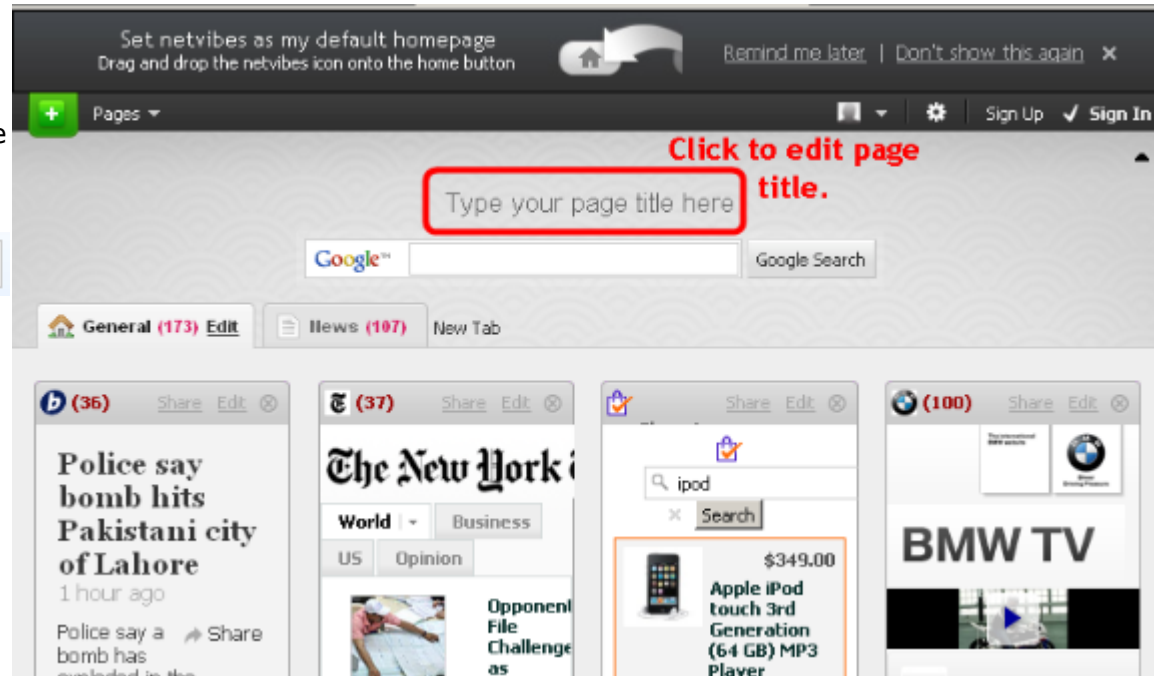 Set netvibes as my default homepage
Drag and drop the netvibes icon onto the home button
Remind me later | Don't show this again ×
e
+ Pages
Sign Up ✓ Sign In
Click to edit page
title.
Type your page title here
Google™
Google Search
General (173) Edit
News (107)
New Tab
b (36) Share Edit
T (37) Share Edit
Share Edit
(100) Share Edit
Police say
bomb hits
Pakistani city
of Lahore
1 hour ago
Police say a
bomb has
Share
The New York
World
Business
US
Opinion
Opponent
File
Challenge
as
ipod
× Search
$349.00
Apple iPod
touch 3rd
Generation
(64 GB) MP3
Player
BMW TV